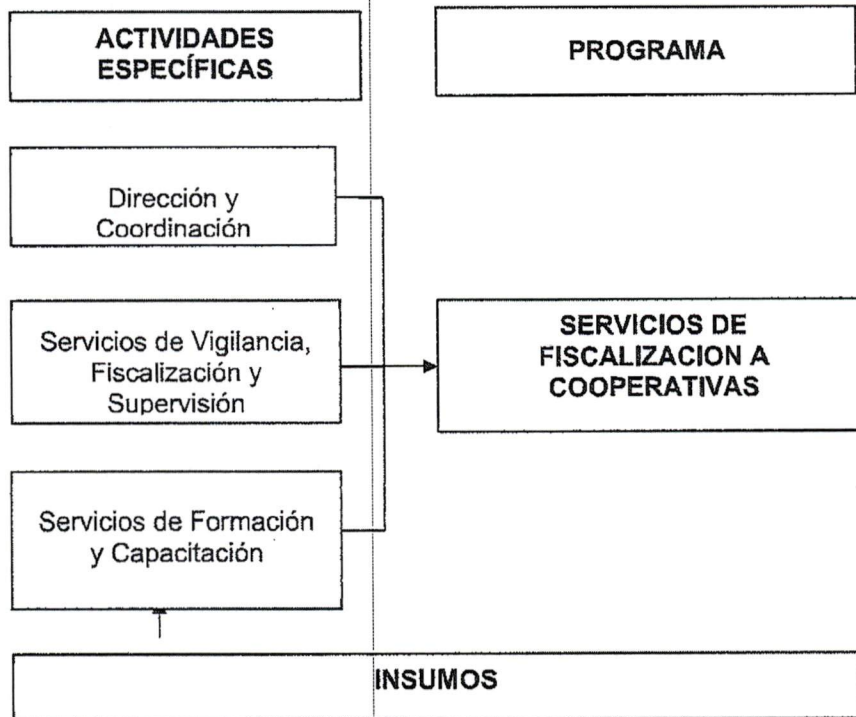 ACTIVIDADES
ESPECÍFICAS
PROGRAMA
Dirección y
Coordinación
Servicios de Vigilancia,
Fiscalización y
Supervisión
SERVICIOS DE
FISCALIZACION A
COOPERATIVAS
Servicios de Formación
y Capacitación
INSUMOS